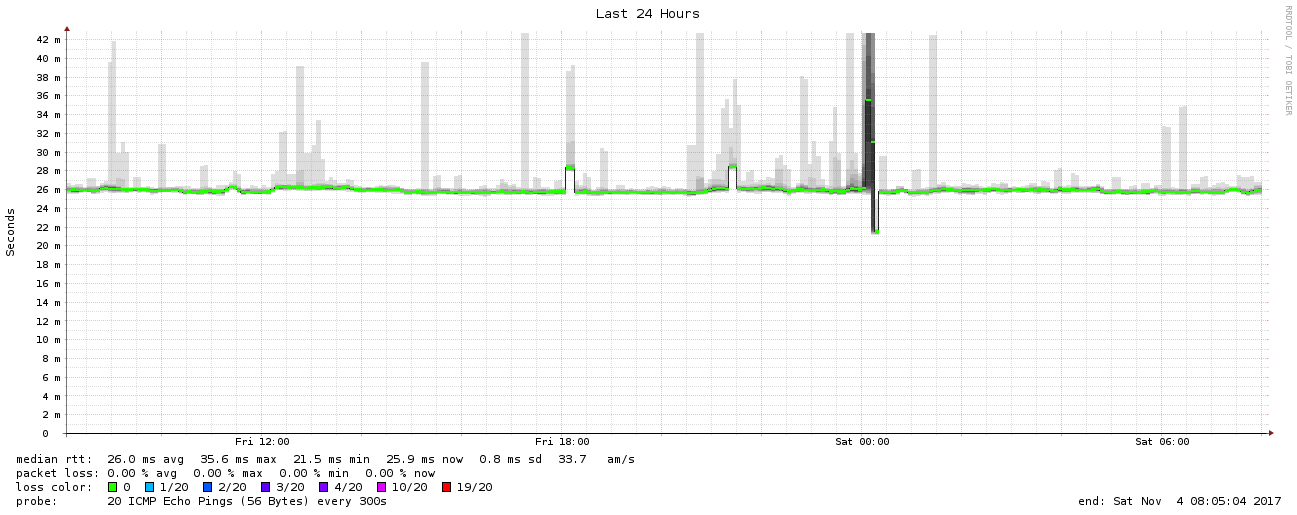 Last 24 Hours
RRDTOOL / TOBI OETIKER
Seconds
42 m
40 m
38 m
36 m
34 m
32 m
30 m
28 m
26 m
24 m
22 m
20 m
18 m
16 m
14 m
12 m
10 m
8 m
6 m
4 m
2 m
0
Fri 12:00 Fri 18:00 Sat 00:00 Sat 06:00
median rtt: 26.0 ms avg 35.6 ms max 21.5 ms min 25.9 ms now 0.8 ms sd 33.7 am/s
packet loss: 0.00 % avg 0.00 % max 0.00 % min 0.00 % now
loss color: 0 1/20 2/20 3/20 4/20 10/20 19/20
probe: 20 ICMP Echo Pings (56 Bytes) every 300s end: Sat Nov 4 08:05:04 2017